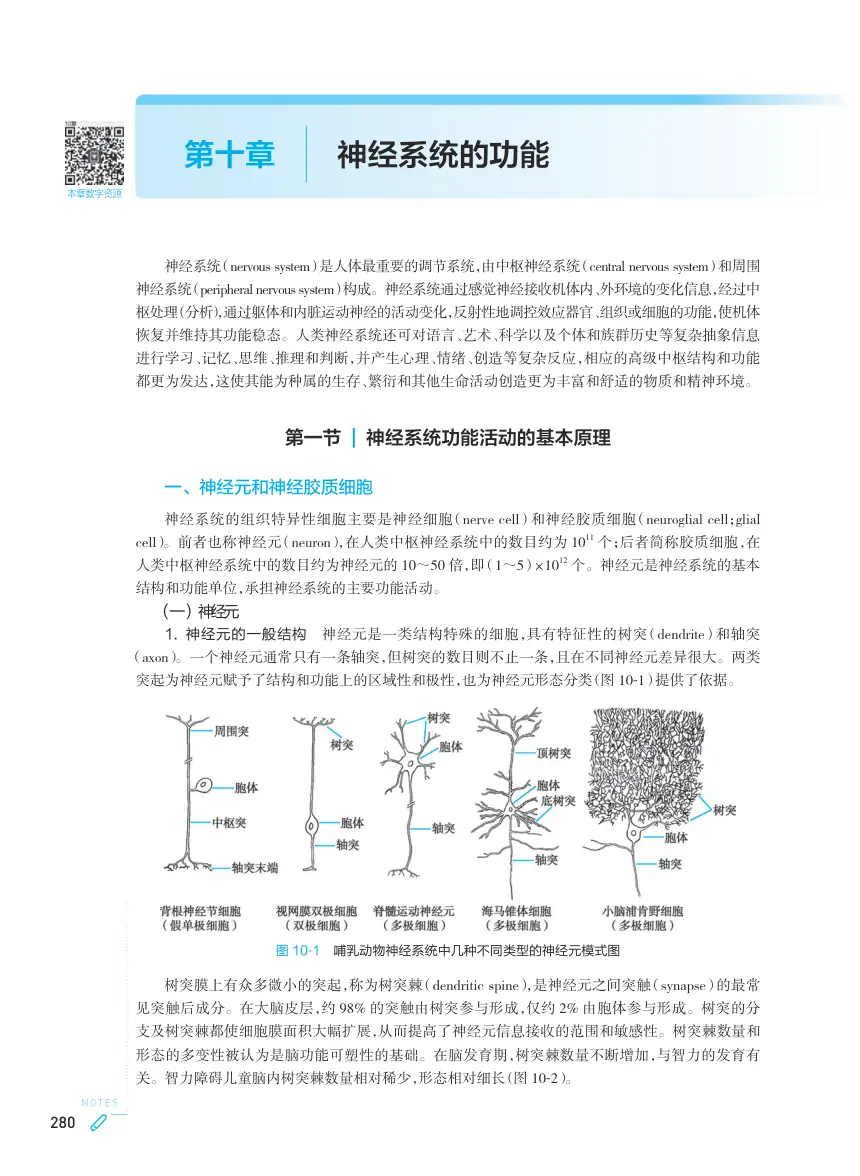 10章
本章数字资源
第十章 神经系统的功能
神经系统(nervous system)是人体最重要的调节系统,由中枢神经系统(central nervous system)和周围
神经系统(peripheral nervous system)构成。神经系统通过感觉神经接收机体内、外环境的变化信息,经过中
枢处理(分析),通过躯体和内脏运动神经的活动变化,反射性地调控效应器官、组织或细胞的功能,使机体
恢复并维持其功能稳态。人类神经系统还可对语言、艺术、科学以及个体和族群历史等复杂抽象信息
进行学习、记忆、思维、推理和判断,并产生心理、情绪、创造等复杂反应,相应的高级中枢结构和功能
都更为发达,这使其能为种属的生存、繁衍和其他生命活动创造更为丰富和舒适的物质和精神环境。
第一节 | 神经系统功能活动的基本原理
一、神经元和神经胶质细胞
神经系统的组织特异性细胞主要是神经细胞(nerve cell)和神经胶质细胞(neuroglial cell;glial
cell)。前者也称神经元(neuron),在人类中枢神经系统中的数目约为 10¹¹ 个;后者简称胶质细胞,在
人类中枢神经系统中的数目约为神经元的 10~50 倍,即(1~5)×10¹² 个。神经元是神经系统的基本
结构和功能单位,承担神经系统的主要功能活动。
(一)神经元
1. 神经元的一般结构 神经元是一类结构特殊的细胞,具有特征性的树突(dendrite)和轴突
(axon)。一个神经元通常只有一条轴突,但树突的数目则不止一条,且在不同神经元差异很大。两类
突起为神经元赋予了结构和功能上的区域性和极性,也为神经元形态分类(图 10-1)提供了依据。
周围突
胞体
中枢突
轴突末端
背根神经节细胞
(假单极细胞)
树突
胞体
轴突
视网膜双极细胞
(双极细胞)
树突
胞体
轴突
脊髓运动神经元
(多极细胞)
顶树突
胞体
底树突
轴突
海马锥体细胞
(多极细胞)
树突
胞体
轴突
小脑浦肯野细胞
(多极细胞)
图 10-1 哺乳动物神经系统中几种不同类型的神经元模式图
树突膜上有众多微小的突起,称为树突棘(dendritic spine),是神经元之间突触(synapse)的最常
见突触后成分。在大脑皮层,约 98% 的突触由树突参与形成,仅约 2% 由胞体参与形成。树突的分
支及树突棘都使细胞膜面积大幅扩展,从而提高了神经元信息接收的范围和敏感性。树突棘数量和
形态的多变性被认为是脑功能可塑性的基础。在脑发育期,树突棘数量不断增加,与智力的发育有
关。智力障碍儿童脑内树突棘数量相对稀少,形态相对细长(图 10-2)。
NOTES
280